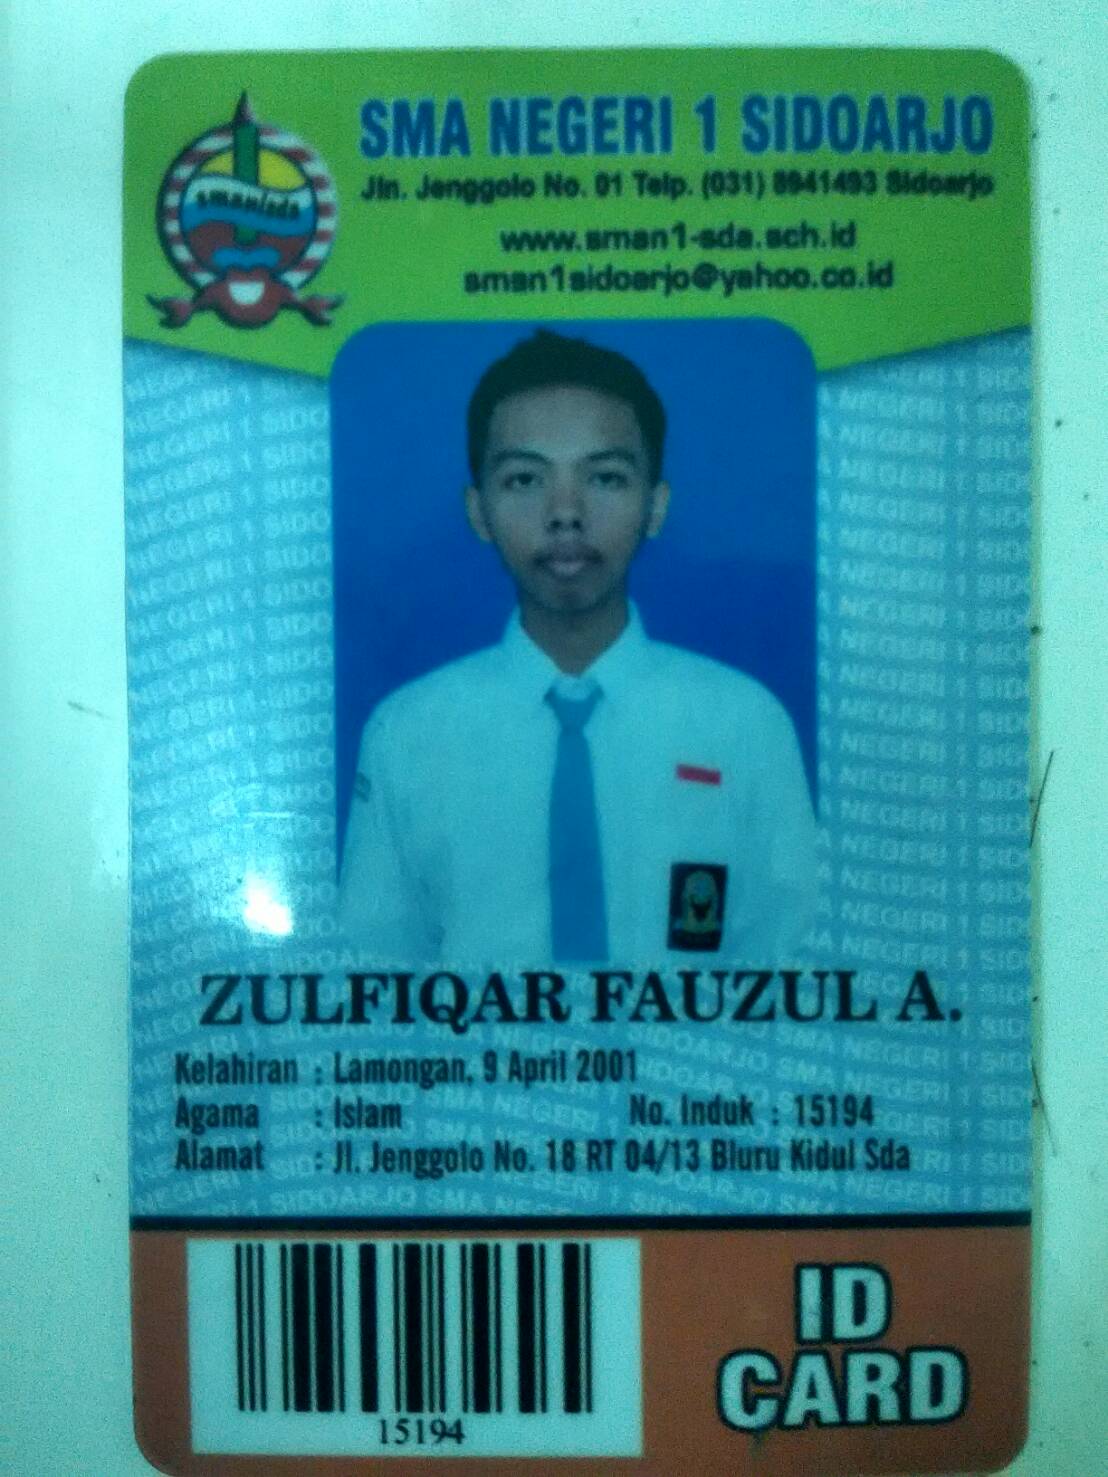 SMA NEGERI 1 SIDOARJO
Jln. Jenggolo No. 01 Telp. (031) 8941493 Sidoarjo
www.sman1-sda.sch.id
sman1sidoarjo@yahoo.co.id
smanisda
ZULFIQAR FAUZUL A.
Kelahiran : Lamongan, 9 April 2001
Agama : Islam No. Induk : 15194
Alamat : Jl. Jenggolo No. 18 RT 04/13 Bluru Kidul Sda
15194
ID
CARD